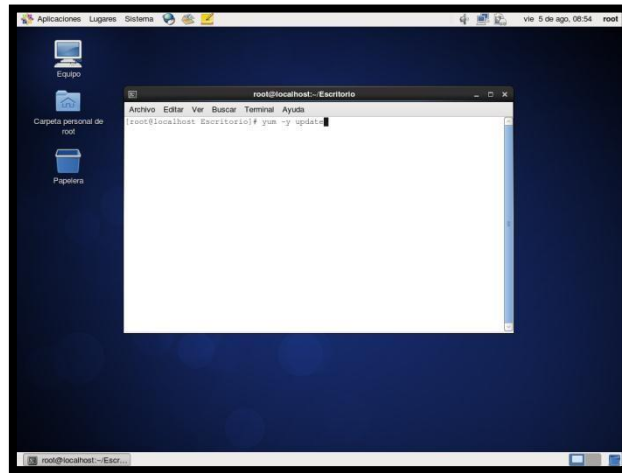 Aplicaciones Lugares Sistema vie 5 de ago, 08:54 root
Equipo
Carpeta personal de
root
Papelera
root@localhost:~/Escritorio
Archivo Editar Ver Buscar Terminal Ayuda
[root@localhost Escritorio]# yum -y update
root@localhost:~/Escr...